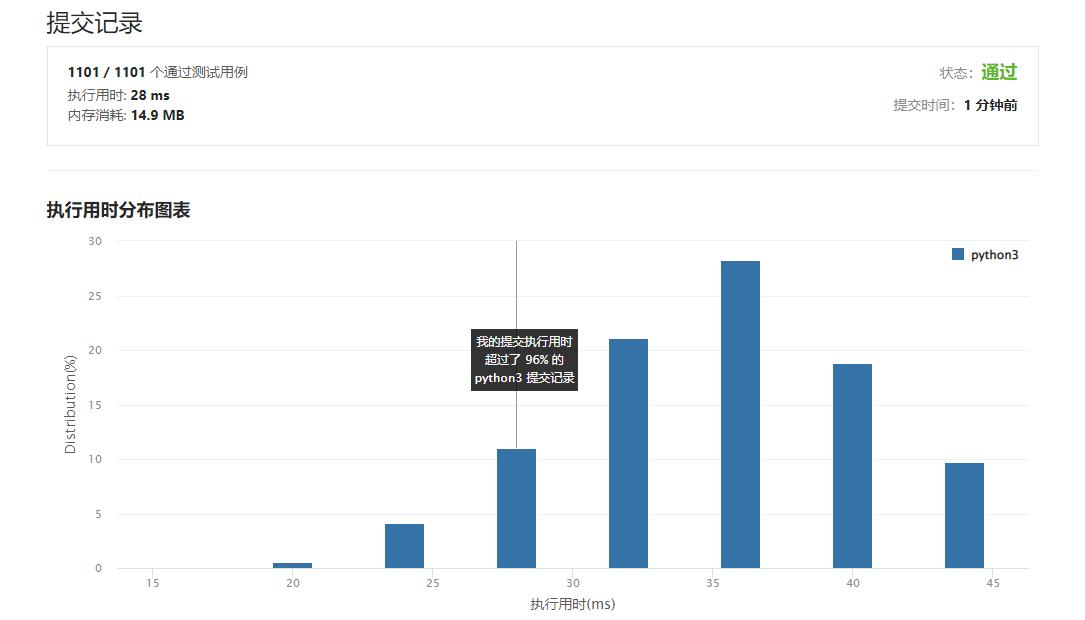 提交记录
1101 / 1101 个通过测试用例
状态：通过
执行用时: 28 ms
提交时间：1 分钟前
内存消耗: 14.9 MB
执行用时分布图表
30
25
20
15
10
5
0
Distribution(%)
python3
我的提交执行用时
超过了 96% 的
python3 提交记录
15 20 25 30 35 40 45
执行用时(ms)